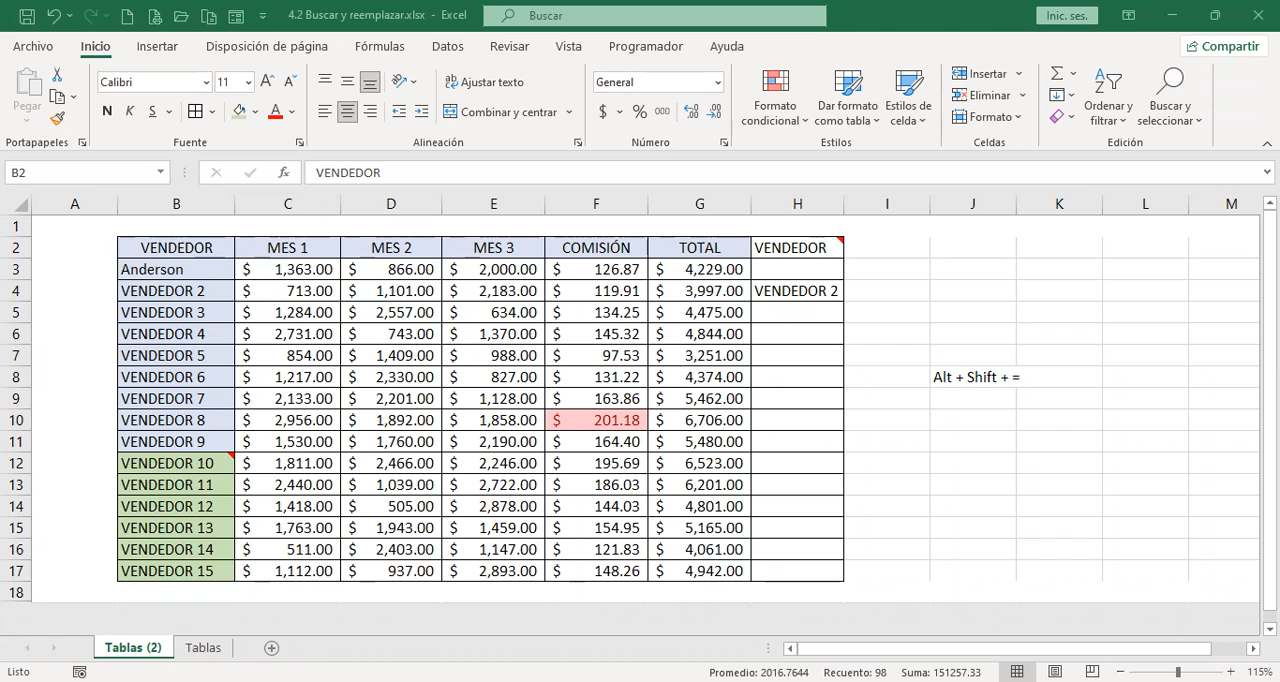 4.2 Buscar y reemplazar.xlsx - Excel
Buscar
Inic. ses.
Archivo Inicio Insertar Disposición de página Fórmulas Datos Revisar Vista Programador Ayuda
Compartir
Pegar
Calibri 11
N K S
Ajustar texto
Combinar y centrar
General
$ % 000
Formato condicional
Dar formato como tabla
Estilos de celda
Insertar
Eliminar
Formato
Ordenar y filtrar
Buscar y seleccionar
Portapapeles Fuente Alineación Número Estilos Celdas Edición
B2 fx VENDEDOR
A B C D E F G H I J K L M
1
2 VENDEDOR MES 1 MES 2 MES 3 COMISIÓN TOTAL VENDEDOR
3 Anderson $ 1,363.00 $ 866.00 $ 2,000.00 $ 126.87 $ 4,229.00
4 VENDEDOR 2 $ 713.00 $ 1,101.00 $ 2,183.00 $ 119.91 $ 3,997.00 VENDEDOR 2
5 VENDEDOR 3 $ 1,284.00 $ 2,557.00 $ 634.00 $ 134.25 $ 4,475.00
6 VENDEDOR 4 $ 2,731.00 $ 743.00 $ 1,370.00 $ 145.32 $ 4,844.00
7 VENDEDOR 5 $ 854.00 $ 1,409.00 $ 988.00 $ 97.53 $ 3,251.00
8 VENDEDOR 6 $ 1,217.00 $ 2,330.00 $ 827.00 $ 131.22 $ 4,374.00 Alt + Shift + =
9 VENDEDOR 7 $ 2,133.00 $ 2,201.00 $ 1,128.00 $ 163.86 $ 5,462.00
10 VENDEDOR 8 $ 2,956.00 $ 1,892.00 $ 1,858.00 $ 201.18 $ 6,706.00
11 VENDEDOR 9 $ 1,530.00 $ 1,760.00 $ 2,190.00 $ 164.40 $ 5,480.00
12 VENDEDOR 10 $ 1,811.00 $ 2,466.00 $ 2,246.00 $ 195.69 $ 6,523.00
13 VENDEDOR 11 $ 2,440.00 $ 1,039.00 $ 2,722.00 $ 186.03 $ 6,201.00
14 VENDEDOR 12 $ 1,418.00 $ 505.00 $ 2,878.00 $ 144.03 $ 4,801.00
15 VENDEDOR 13 $ 1,763.00 $ 1,943.00 $ 1,459.00 $ 154.95 $ 5,165.00
16 VENDEDOR 14 $ 511.00 $ 2,403.00 $ 1,147.00 $ 121.83 $ 4,061.00
17 VENDEDOR 15 $ 1,112.00 $ 937.00 $ 2,893.00 $ 148.26 $ 4,942.00
18
Tablas (2) Tablas
Listo Promedio: 2016.7644 Recuento: 98 Suma: 151257.33 115%